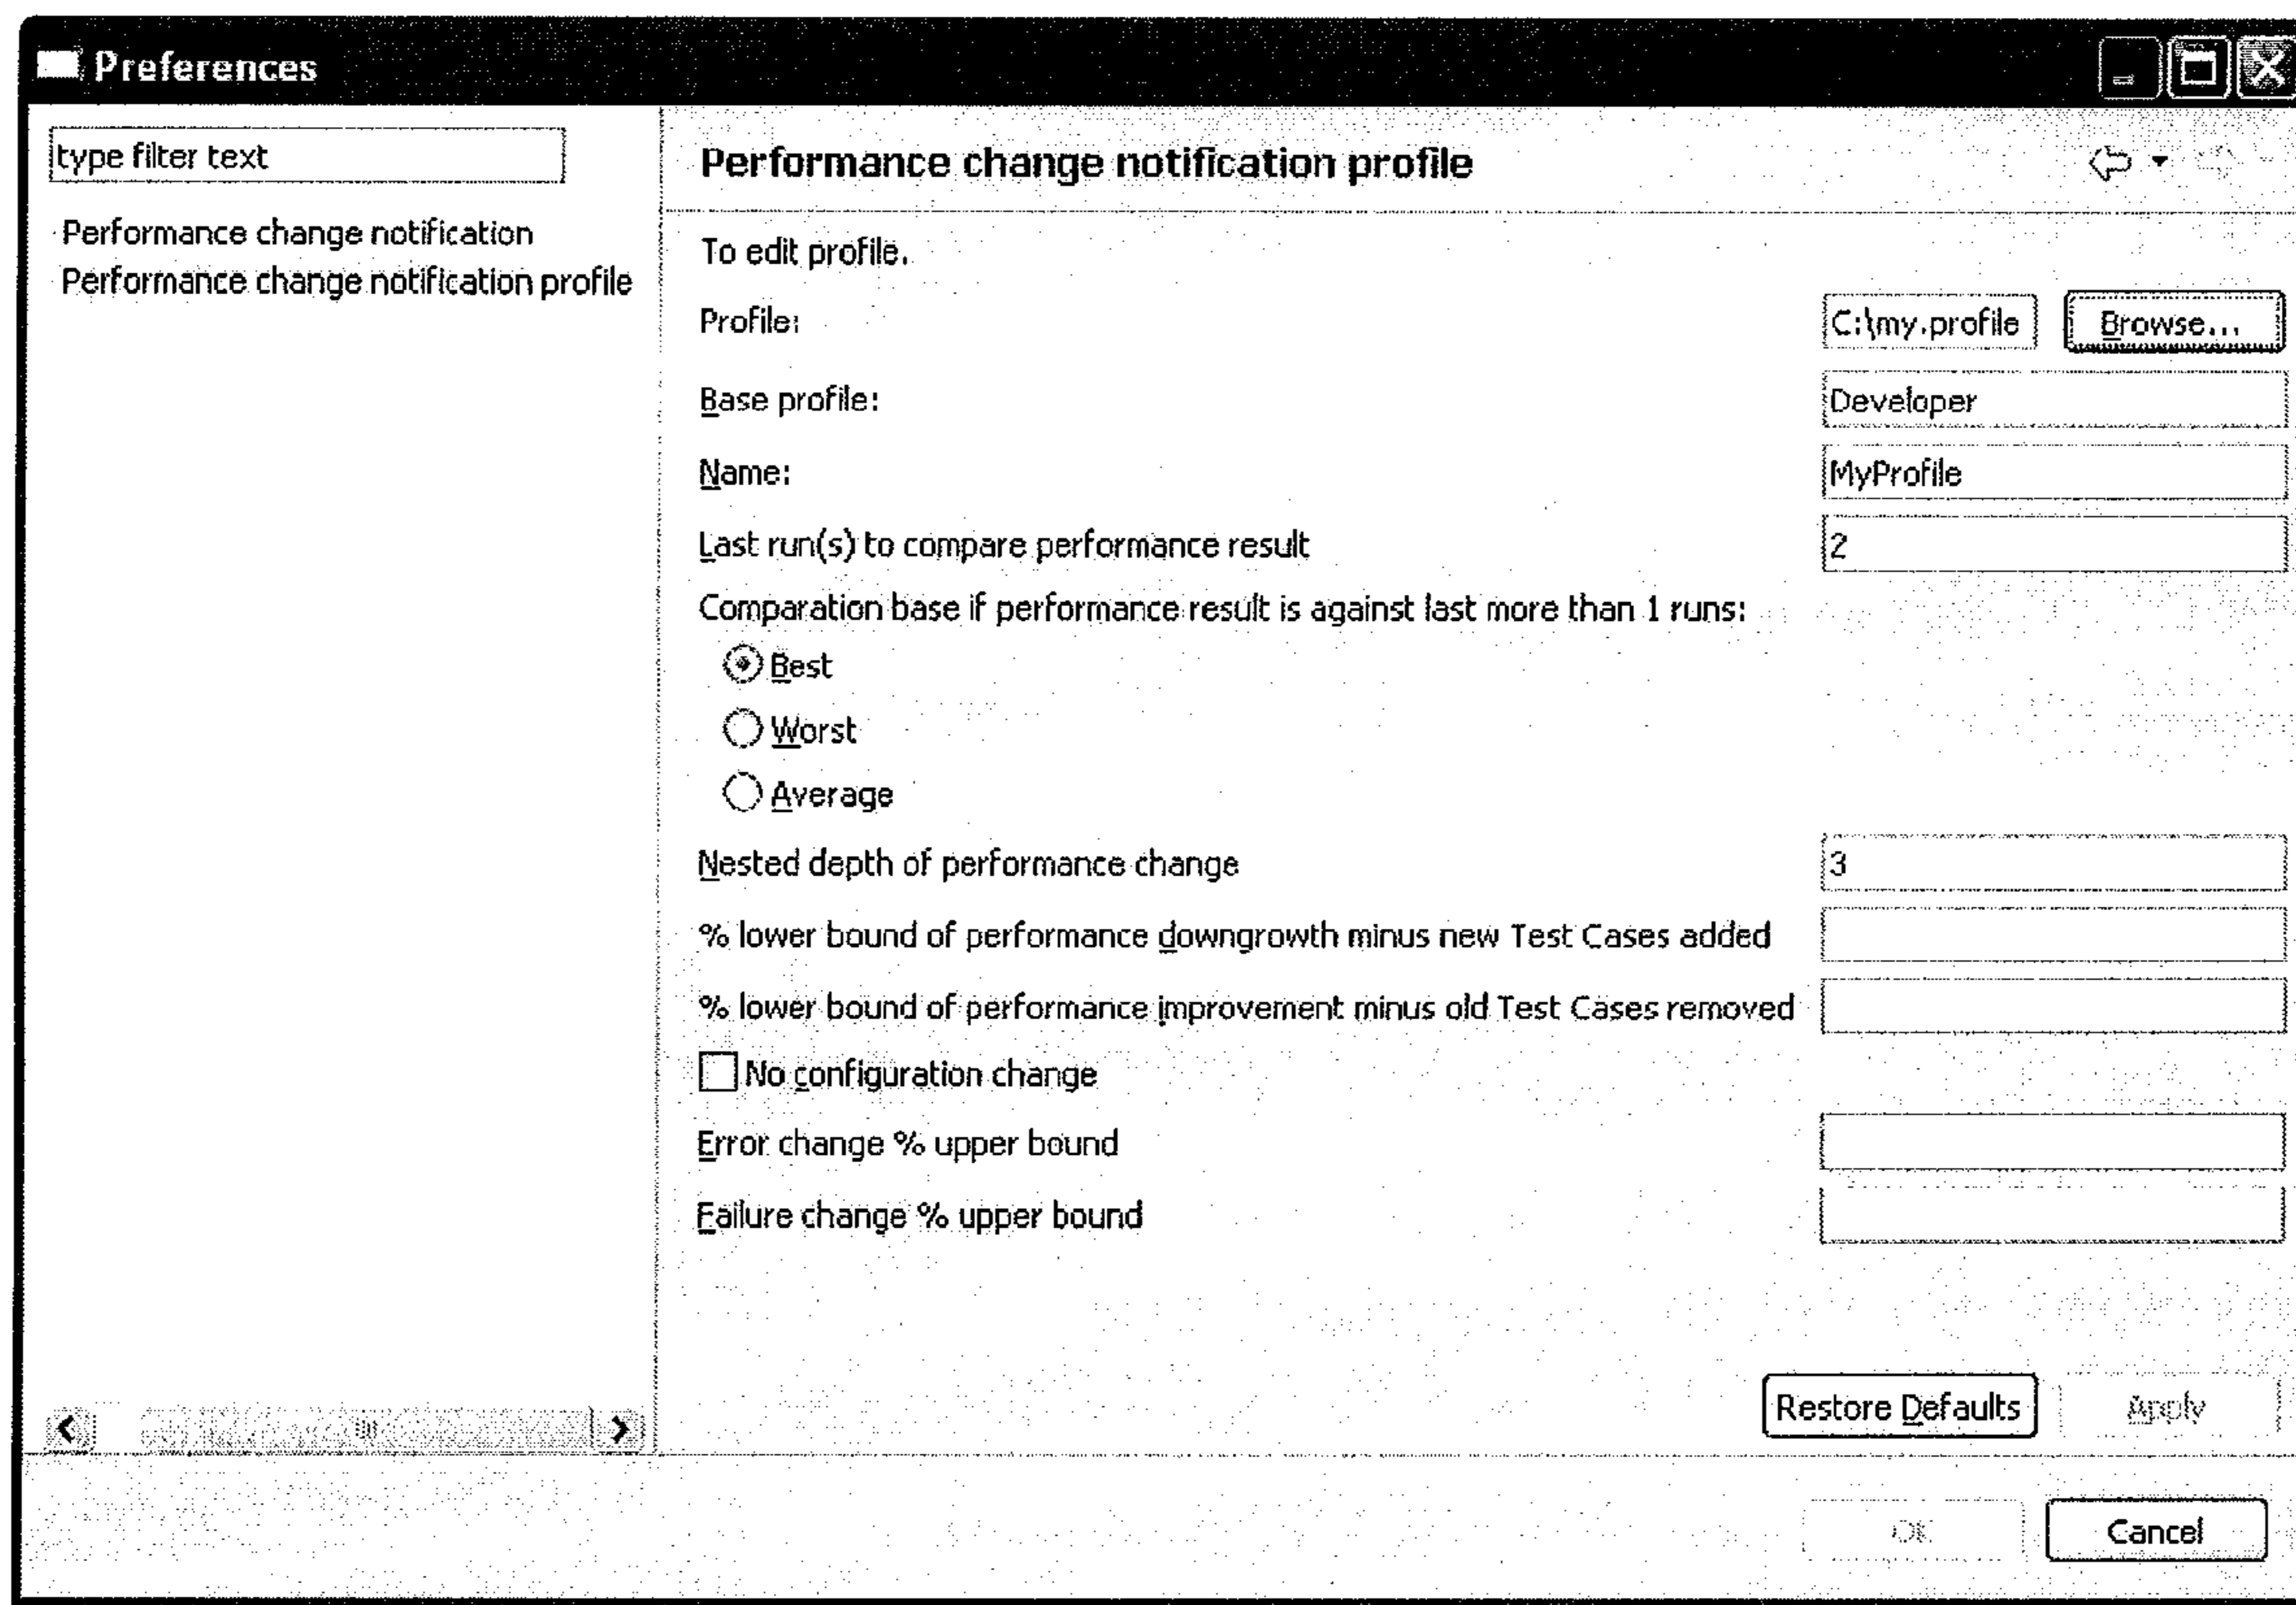 Preferences
type filter text
Performance change notification
Performance change notification profile
Performance change notification profile
To edit profile.
Profile: C:\my.profile Browse...
Base profile: Developer
Name: MyProfile
Last run(s) to compare performance result 2
Comparation base if performance result is against last more than 1 runs:
Best
Worst
Average
Nested depth of performance change 3
% lower bound of performance downgrowth minus new Test Cases added
% lower bound of performance improvement minus old Test Cases removed
No configuration change
Error change % upper bound
Failure change % upper bound
Restore Defaults Apply
OK Cancel